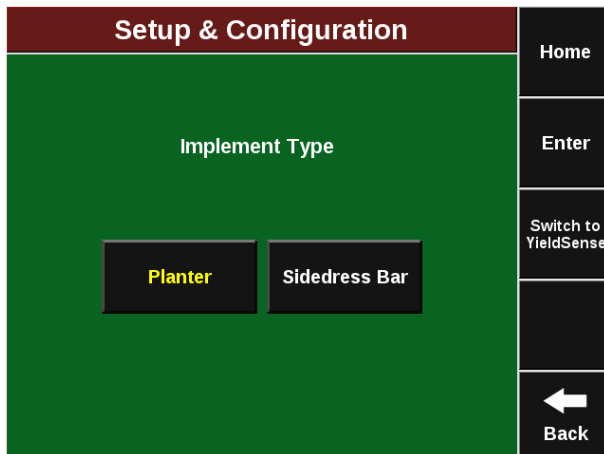 Setup & Configuration
Implement Type
Planter
Sidedress Bar
Home
Enter
Switch to
YieldSense
Back